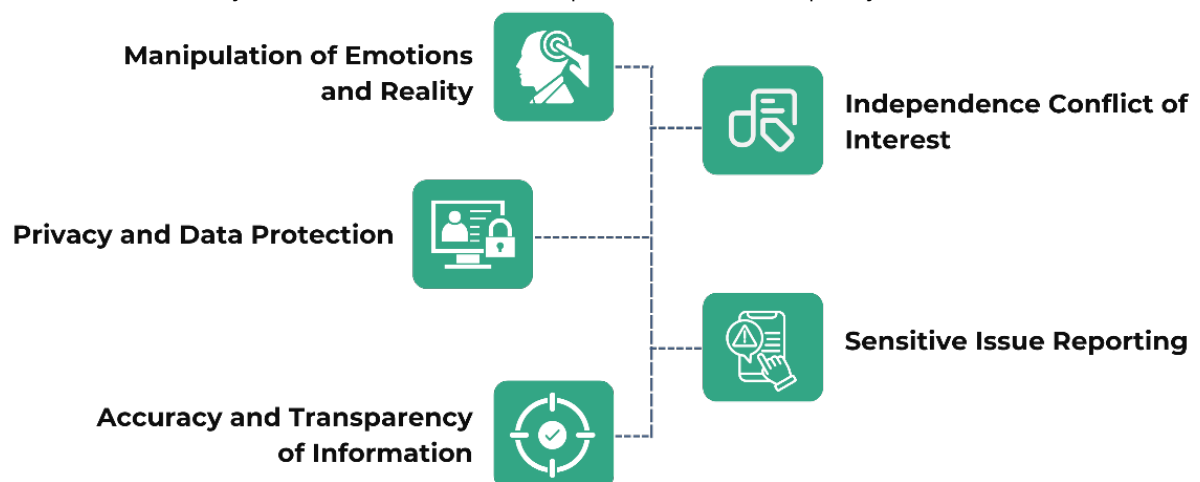 Manipulation of Emotions
and Reality
Independence Conflict of
Interest
Privacy and Data Protection
Sensitive Issue Reporting
Accuracy and Transparency
of Information